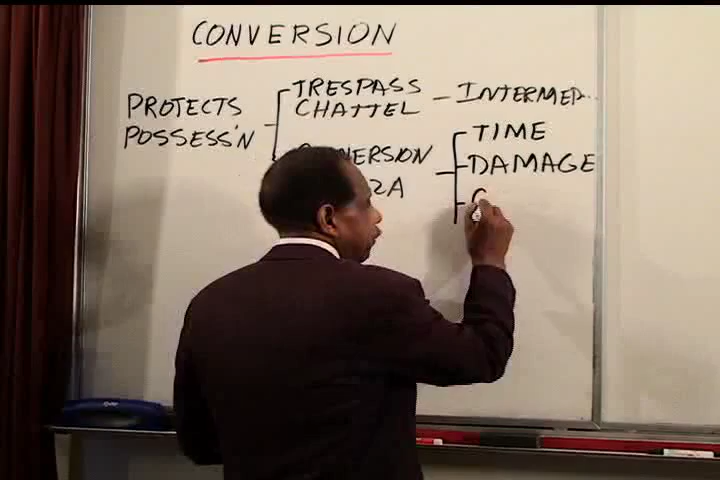 CONVERSION
PROTECTS
POSSESS'N
TRESPASS
CHATTEL - INTERMED..
TIME
DAMAGE